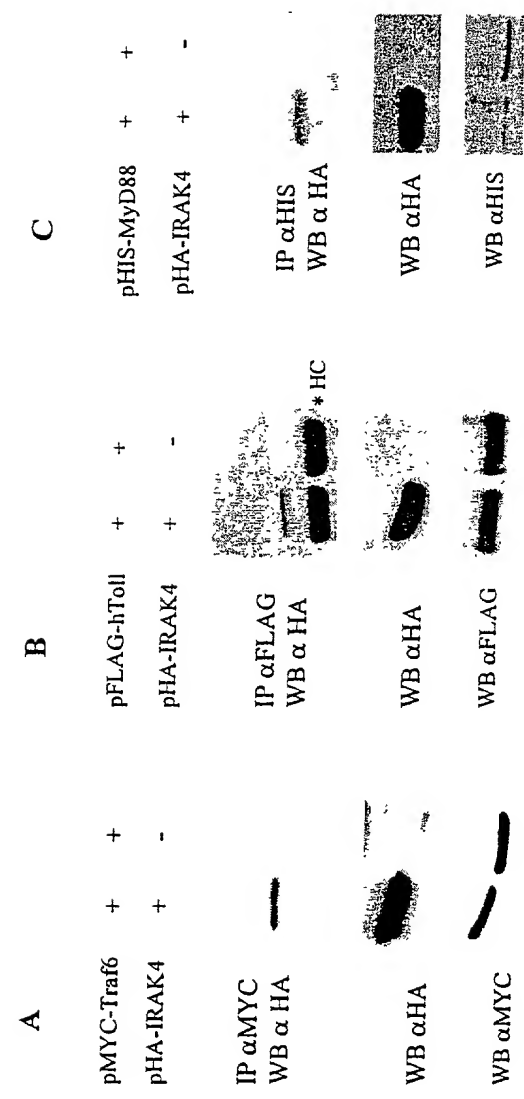 A
pMYC-Traf6 + +
pHA-IRAK4 + -
IP αMYC
WB α HA
WB αHA
WB αMYC
B
pFLAG-hToll + +
pHA-IRAK4 + -
IP αFLAG
WB α HA
* HC
WB αHA
WB αFLAG
C
pHIS-MyD88 + +
pHA-IRAK4 + -
IP αHIS
WB α HA
WB αHA
WB αHIS